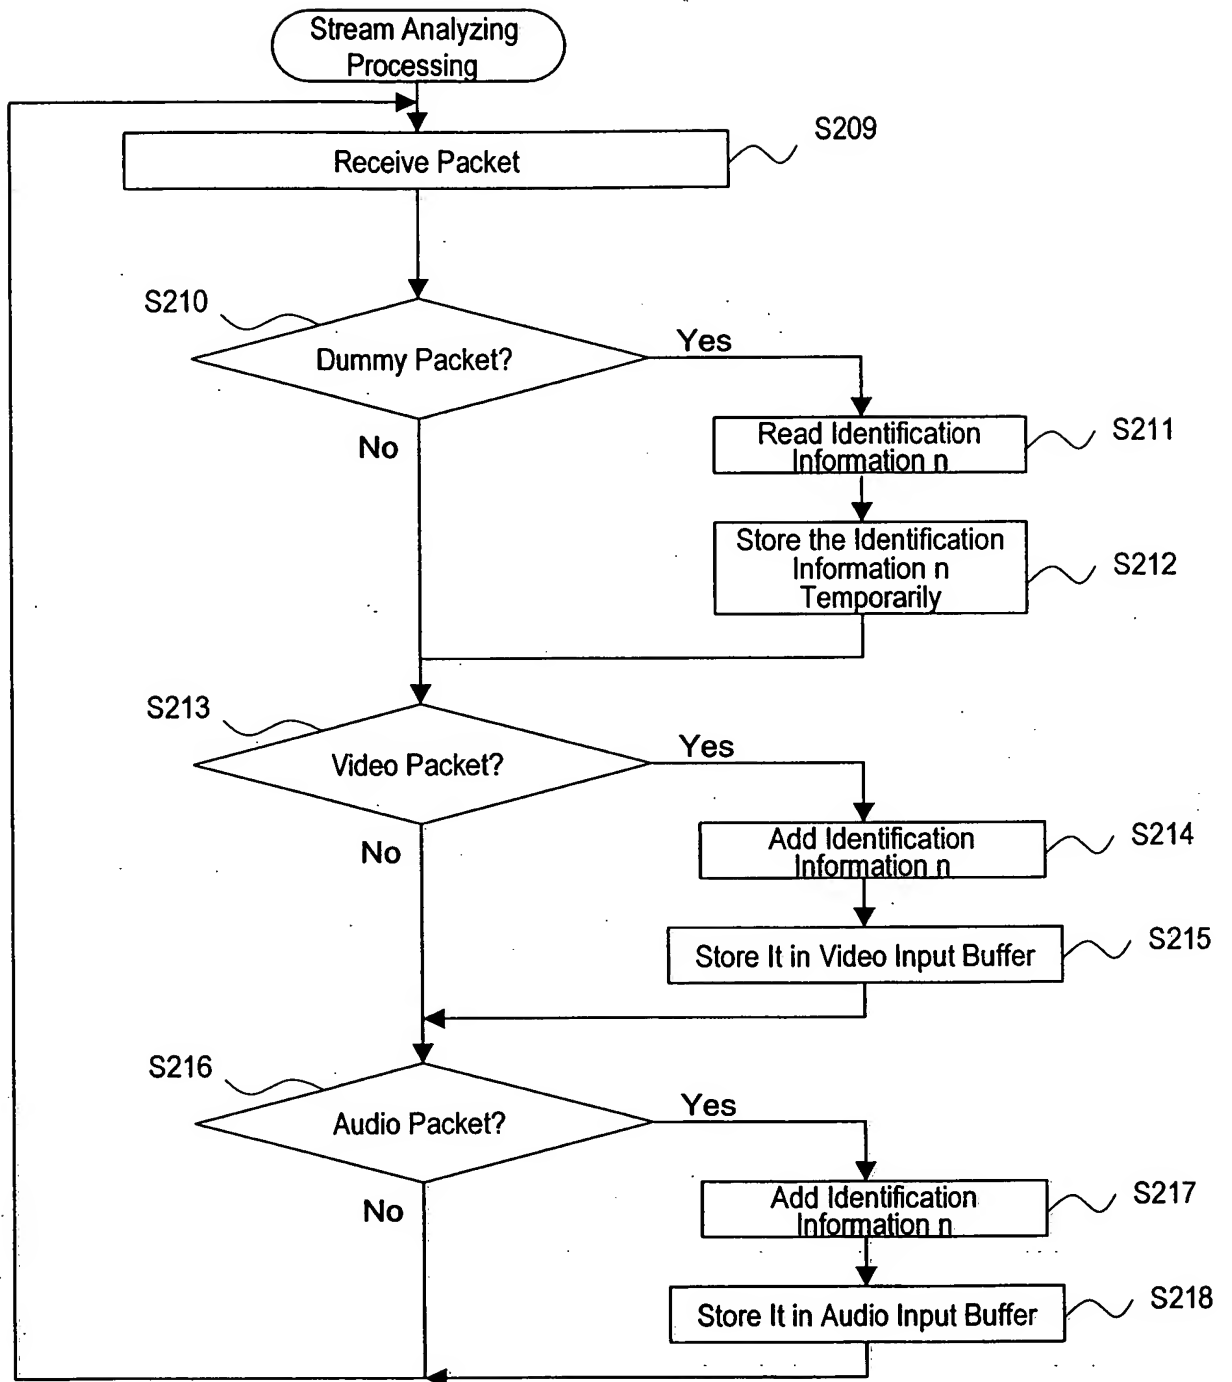 Stream Analyzing
Processing
S209
Receive Packet
S210
Dummy Packet?
Yes
No
Read Identification
Information n
S211
Store the Identification
Information n
Temporarily
S212
S213
Video Packet?
Yes
No
Add Identification
Information n
S214
Store It in Video Input Buffer
S215
S216
Audio Packet?
Yes
No
Add Identification
Information n
S217
Store It in Audio Input Buffer
S218